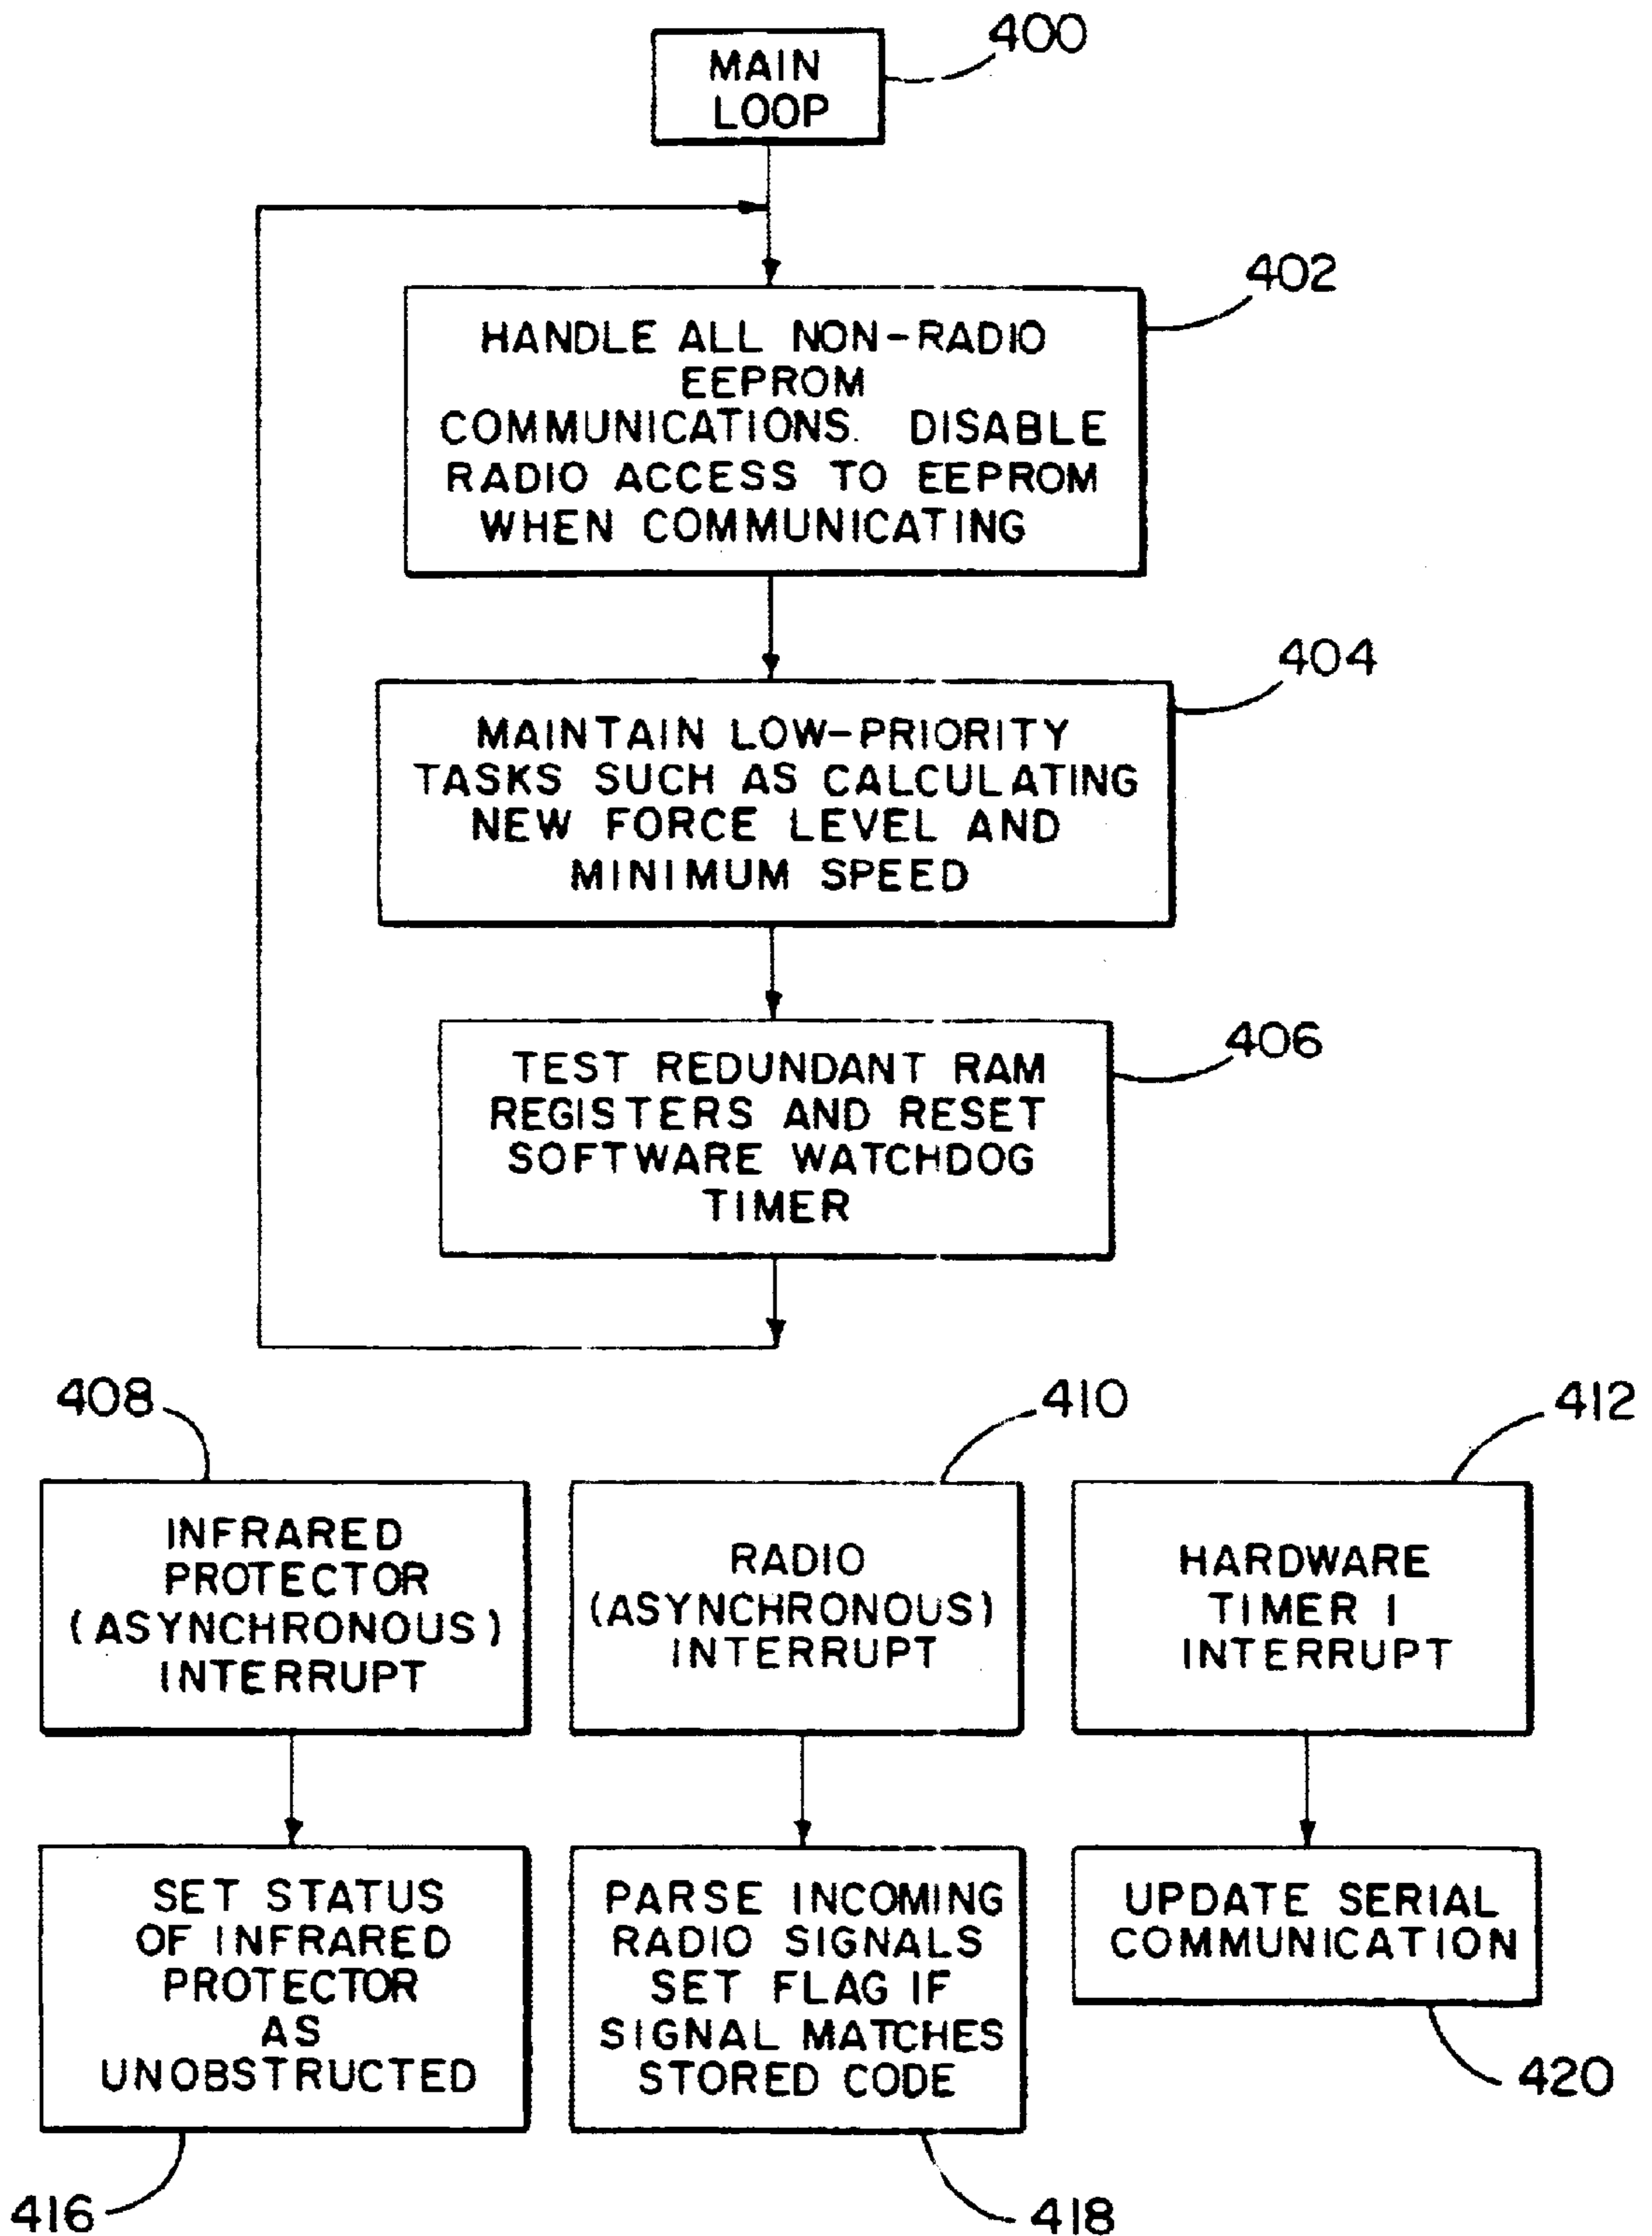 400
MAIN
LOOP
402
HANDLE ALL NON-RADIO
EEPROM
COMMUNICATIONS. DISABLE
RADIO ACCESS TO EEPROM
WHEN COMMUNICATING
404
MAINTAIN LOW-PRIORITY
TASKS SUCH AS CALCULATING
NEW FORCE LEVEL AND
MINIMUM SPEED
406
TEST REDUNDANT RAM
REGISTERS AND RESET
SOFTWARE WATCHDOG
TIMER
408
INFRARED
PROTECTOR
(ASYNCHRONOUS)
INTERRUPT
410
RADIO
(ASYNCHRONOUS)
INTERRUPT
412
HARDWARE
TIMER 1
INTERRUPT
SET STATUS
OF INFRARED
PROTECTOR
AS
UNOBSTRUCTED
416
PARSE INCOMING
RADIO SIGNALS
SET FLAG IF
SIGNAL MATCHES
STORED CODE
418
UPDATE SERIAL
COMMUNICATION
420